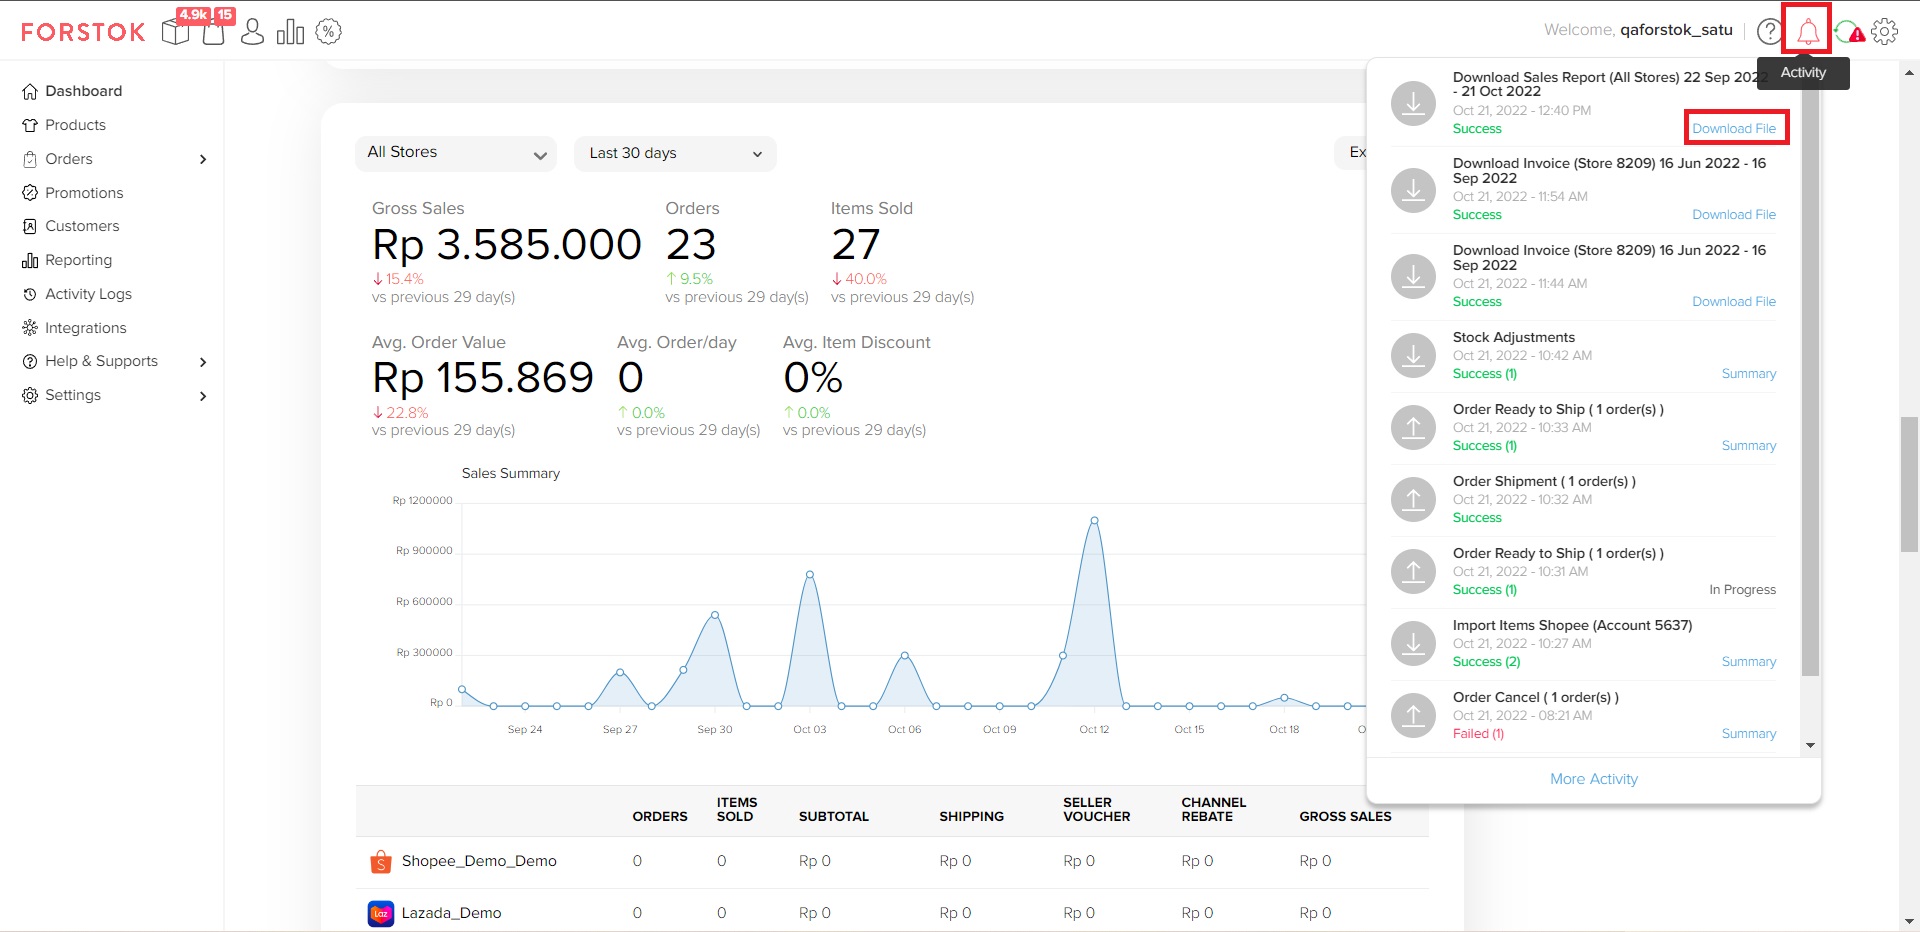 FORSTOK
4.9k
15
Welcome, qaforstok_satu
Activity
Dashboard
Products
Orders
Promotions
Customers
Reporting
Activity Logs
Integrations
Help & Supports
Settings
All Stores
Last 30 days
Ex
Gross Sales
Rp 3.585.000
15.4%
vs previous 29 day(s)
Orders
23
9.5%
vs previous 29 day(s)
Items Sold
27
40.0%
vs previous 29 day(s)
Avg. Order Value
Rp 155.869
22.8%
vs previous 29 day(s)
Avg. Order/day
0
0.0%
vs previous 29 day(s)
Avg. Item Discount
0%
0.0%
vs previous 29 day(s)
Sales Summary
Rp 1200000
Rp 900000
Rp 600000
Rp 300000
Rp 0
Sep 24
Sep 27
Sep 30
Oct 03
Oct 06
Oct 09
Oct 12
Oct 15
Oct 18
O
ORDERS
ITEMS
SOLD
SUBTOTAL
SHIPPING
SELLER
VOUCHER
CHANNEL
REBATE
GROSS SALES
Shopee_Demo_Demo 0 0 Rp 0 Rp 0 Rp 0 Rp 0 Rp 0
Laz
Lazada_Demo 0 0 Rp 0 Rp 0 Rp 0 Rp 0 Rp 0
Download Sales Report (All Stores) 22 Sep 2022
- 21 Oct 2022
Oct 21, 2022 - 12:40 PM
Success
Download File
Download Invoice (Store 8209) 16 Jun 2022 - 16
Sep 2022
Oct 21, 2022 - 11:54 AM
Success
Download File
Download Invoice (Store 8209) 16 Jun 2022 - 16
Sep 2022
Oct 21, 2022 - 11:44 AM
Success
Download File
Stock Adjustments
Oct 21, 2022 - 10:42 AM
Success (1)
Summary
Order Ready to Ship ( 1 order(s) )
Oct 21, 2022 - 10:33 AM
Success (1)
Summary
Order Shipment ( 1 order(s) )
Oct 21, 2022 - 10:32 AM
Success
Order Ready to Ship ( 1 order(s) )
Oct 21, 2022 - 10:31 AM
Success (1)
In Progress
Import Items Shopee (Account 5637)
Oct 21, 2022 - 10:27 AM
Success (2)
Summary
Order Cancel ( 1 order(s) )
Oct 21, 2022 - 08:21 AM
Failed (1)
Summary
More Activity